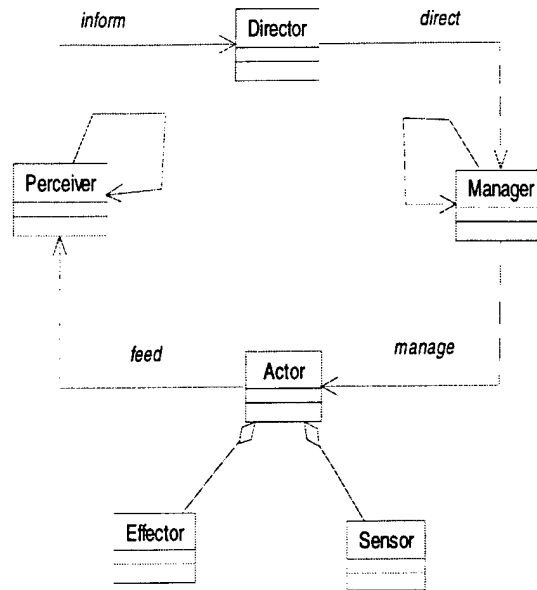 inform
Director
direct
Perceiver
Manager
feed
manage
Actor
Effector
Sensor